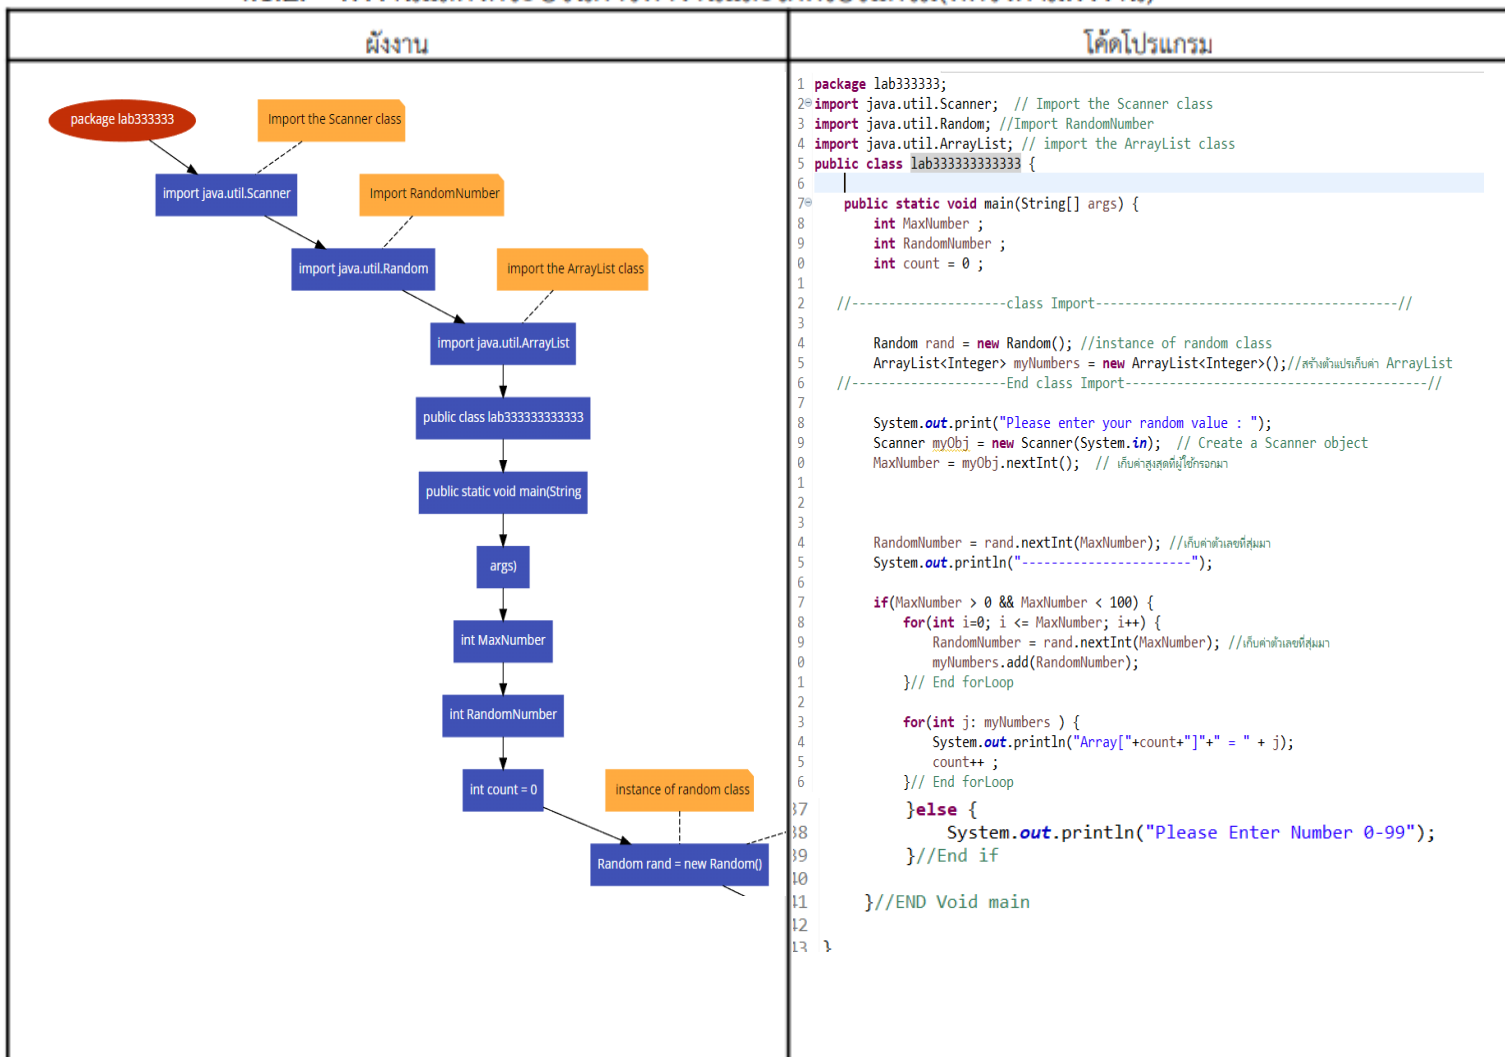 ผังงาน
โค้ดโปรแกรม
package lab333333
Import the Scanner class
import java.util.Scanner
Import RandomNumber
import java.util.Random
import the ArrayList class
import java.util.ArrayList
public class lab333333333333
public static void main(String
args)
int MaxNumber
int RandomNumber
int count = 0
instance of random class
Random rand = new Random()
1 package lab333333;
2 import java.util.Scanner;  // Import the Scanner class
3 import java.util.Random; //Import RandomNumber
4 import java.util.ArrayList; // import the ArrayList class
5 public class lab333333333333 {
6
7 public static void main(String[] args) {
8 int MaxNumber ;
9 int RandomNumber ;
0 int count = 0 ;
1
2 //---------------------class Import-----------------------------------------//
3
4 Random rand = new Random(); //instance of random class
5 ArrayList<Integer> myNumbers = new ArrayList<Integer>();//สร้างตัวแปรเก็บค่า ArrayList
6 //---------------------End class Import-----------------------------------------//
7
8 System.out.print("Please enter your random value : ");
9 Scanner myObj = new Scanner(System.in);  // Create a Scanner object
0 MaxNumber = myObj.nextInt();  // เก็บค่าสูงสุดที่ผู้ใช้กรอกมา
1
2
3
4 RandomNumber = rand.nextInt(MaxNumber); //เก็บค่าตัวเลขที่สุ่มมา
5 System.out.println("-----------------------");
6
7 if(MaxNumber > 0 && MaxNumber < 100) {
8 for(int i=0; i <= MaxNumber; i++) {
9 RandomNumber = rand.nextInt(MaxNumber); //เก็บค่าตัวเลขที่สุ่มมา
0 myNumbers.add(RandomNumber);
1 }// End forLoop
2
3 for(int j: myNumbers ) {
4 System.out.println("Array["+count+"]"+" = " + j);
5 count++ ;
6 }// End forLoop
37 }else {
38 System.out.println("Please Enter Number 0-99");
39 }//End if
40
41 }//END Void main
42
43 }